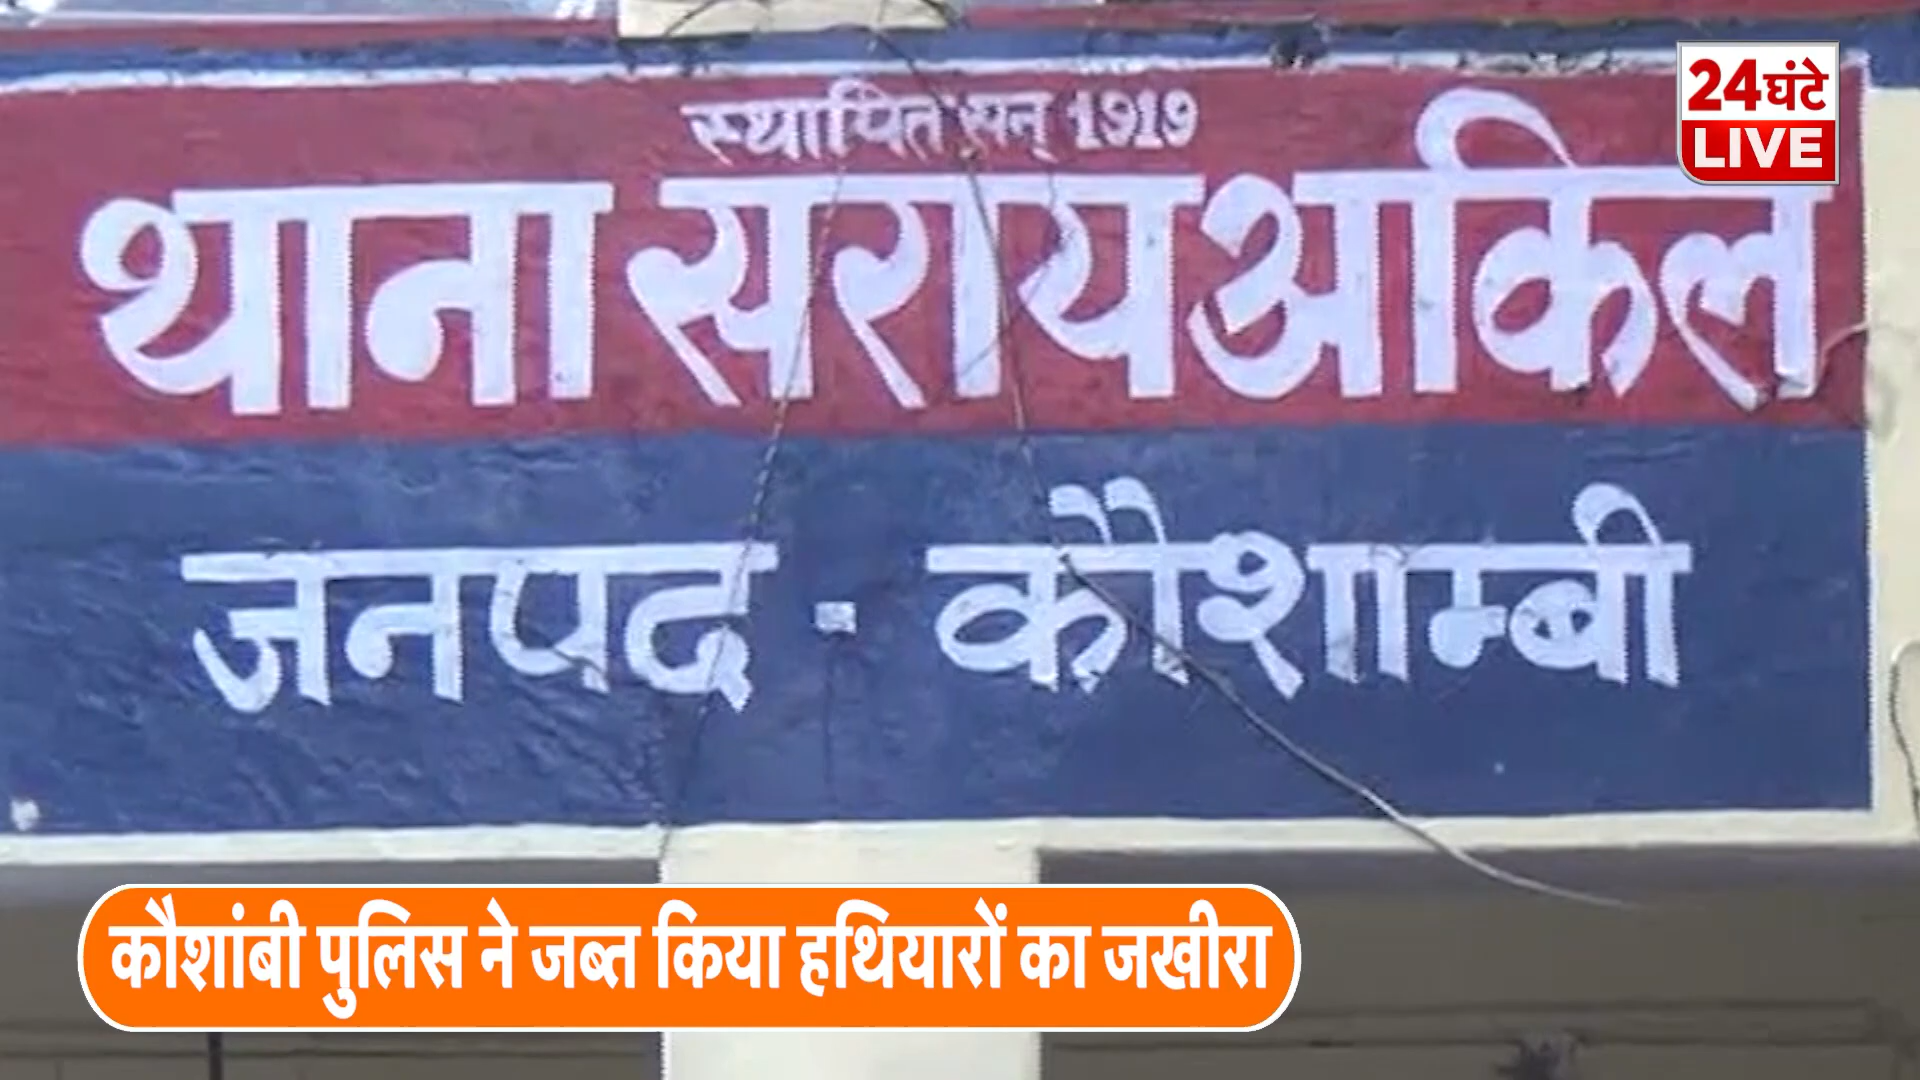 24घंटे
LIVE
स्थापित सन् 1919
थाना सरायअकिल
जनपद - कौशाम्बी
कौशांबी पुलिस ने जब्त किया हथियारों का जखीरा